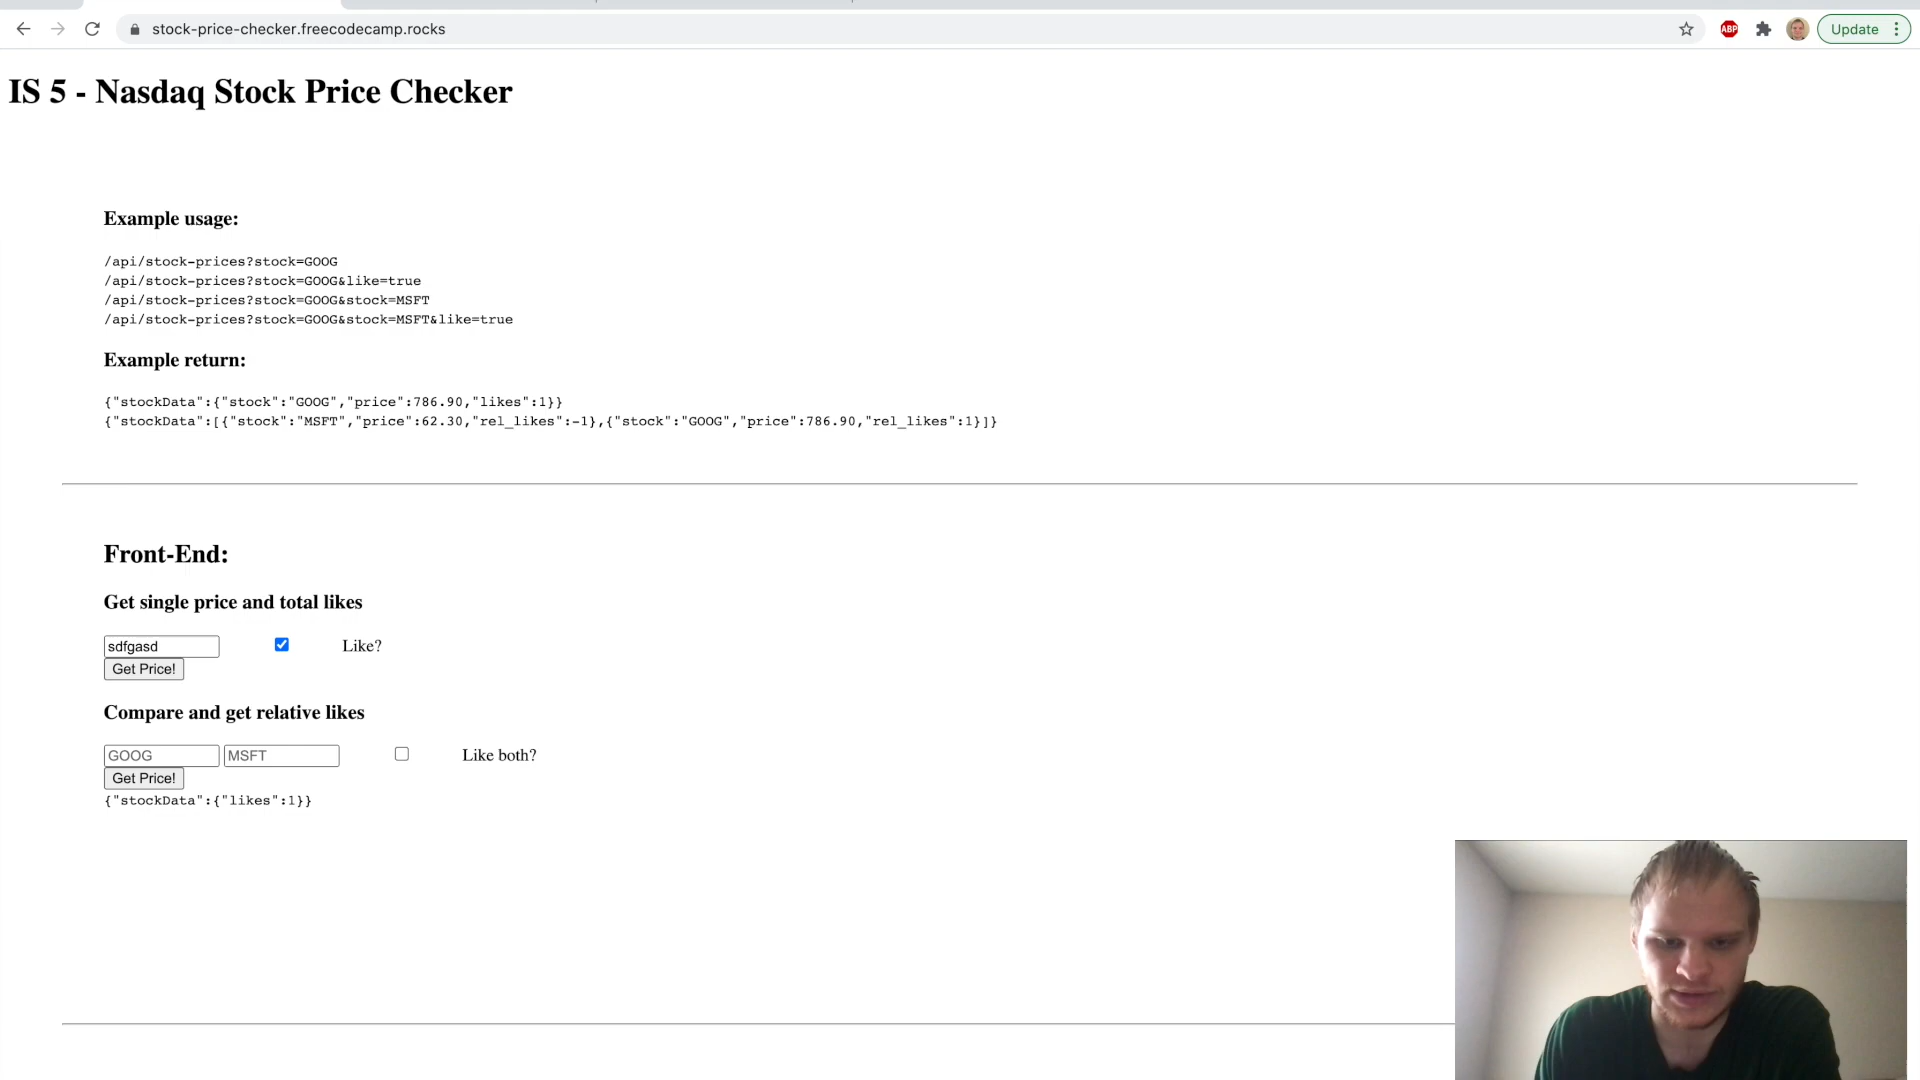 stock-price-checker.freecodecamp.rocks
ABP
Update
IS 5 - Nasdaq Stock Price Checker
Example usage:
/api/stock-prices?stock=GOOG
/api/stock-prices?stock=GOOG&like=true
/api/stock-prices?stock=GOOG&stock=MSFT
/api/stock-prices?stock=GOOG&stock=MSFT&like=true
Example return:
{"stockData":{"stock":"GOOG","price":786.90,"likes":1}}
{"stockData":[{"stock":"MSFT","price":62.30,"rel_likes":-1},{"stock":"GOOG","price":786.90,"rel_likes":1}]}
Front-End:
Get single price and total likes
sdfgasd Like?
Get Price!
Compare and get relative likes
GOOG MSFT Like both?
Get Price!
{"stockData":{"likes":1}}